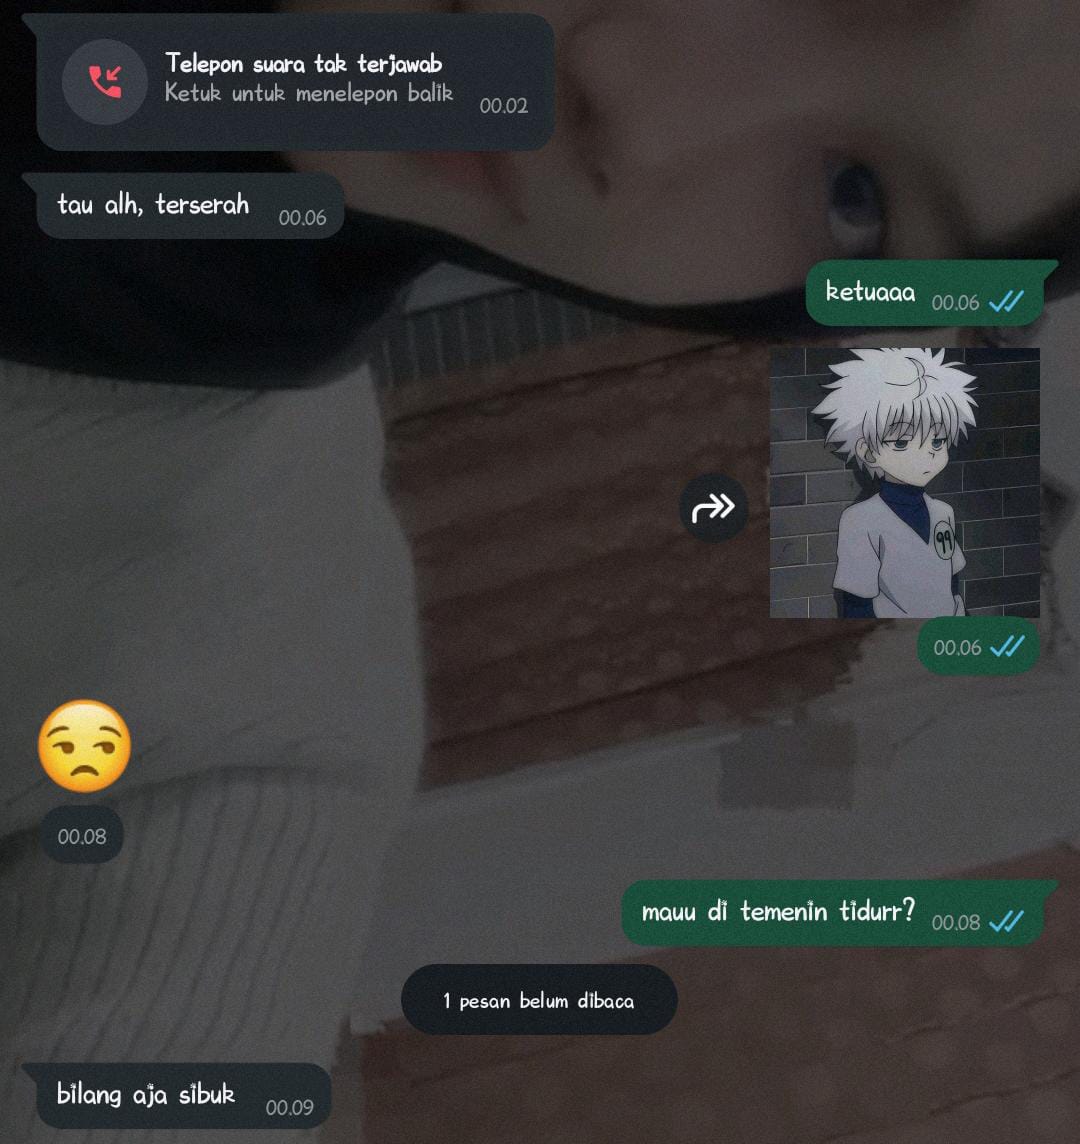 Telepon suara tak terjawab
Ketuk untuk menelepon balik 00.02
tau alh, terserah 00.06
ketuaaa 00.06
99
00.06
00.08
mauu di temenin tidurr? 00.08
1 pesan belum dibaca
bilang aja sibuk 00.09